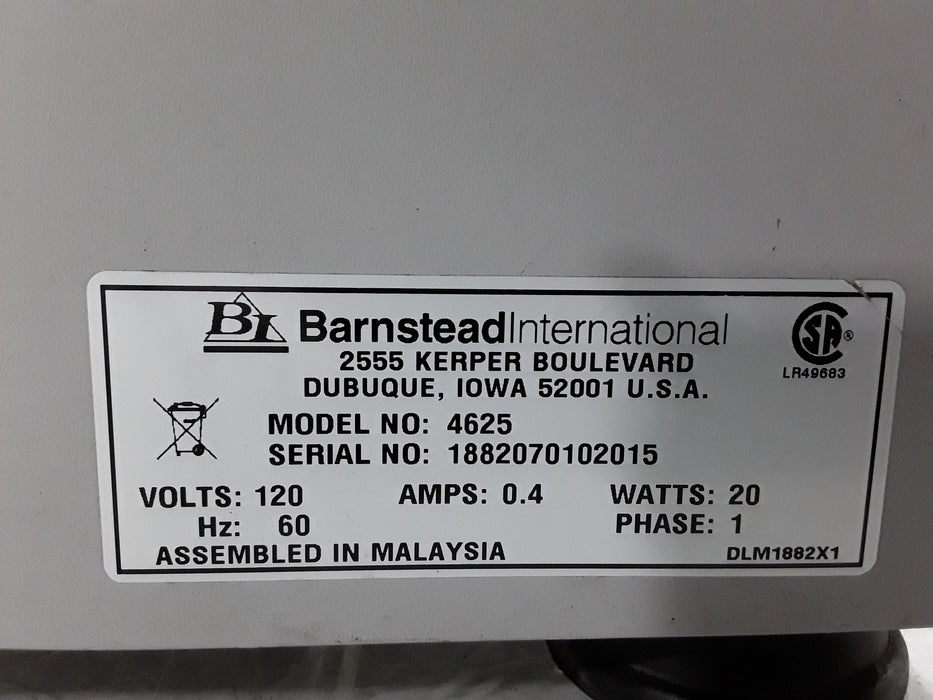 BI BarnsteadInternational
2555 KERPER BOULEVARD
DUBUQUE, IOWA 52001 U.S.A.
SA ®
LR49683
MODEL NO: 4625
SERIAL NO: 1882070102015
VOLTS: 120 AMPS: 0.4 WATTS: 20
Hz: 60 PHASE: 1
ASSEMBLED IN MALAYSIA DLM1882X1